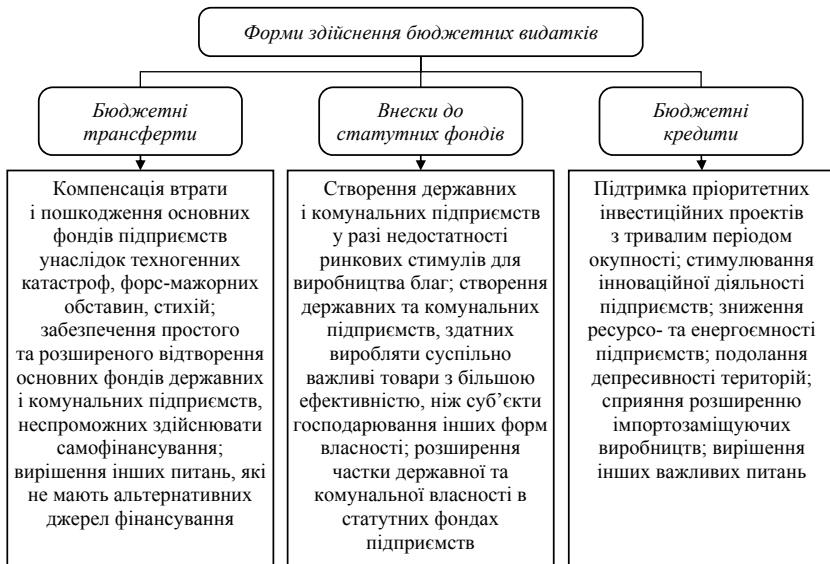 Форми здійснення бюджетних видатків
Бюджетні
трансферти
Внески до
статутних фондів
Бюджетні
кредити
Компенсація втрати
і пошкодження основних
фондів підприємств
унаслідок техногенних
катастроф, форс-мажорних
обставин, стихій;
забезпечення простого
та розширеного відтворення
основних фондів державних
і комунальних підприємств,
неспроможних здійснювати
самофінансування;
вирішення інших питань, які
не мають альтернативних
джерел фінансування
Створення державних
і комунальних підприємств
у разі недостатності
ринкових стимулів для
виробництва благ; створення
державних та комунальних
підприємств, здатних
виробляти суспільно
важливі товари з більшою
ефективністю, ніж суб’єкти
господарювання інших форм
власності; розширення
частки державної та
комунальної власності в
статутних фондах
підприємств
Підтримка пріоритетних
інвестиційних проектів
з тривалим періодом
окупності; стимулювання
інноваційної діяльності
підприємств; зниження
ресурсо- та енергоємності
підприємств; подолання
депресивності територій;
сприяння розширенню
імпортозаміщуючих
виробництв; вирішення
інших важливих питань